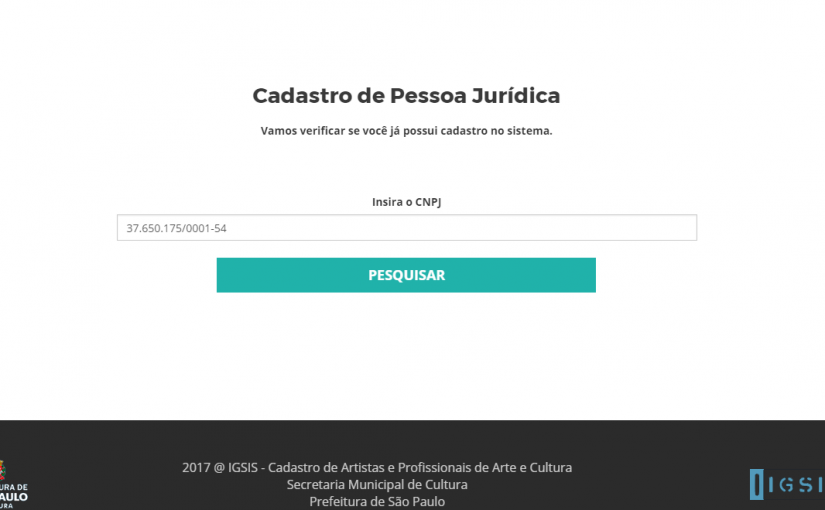 Cadastro de Pessoa Jurídica
Vamos verificar se você já possui cadastro no sistema.
Insira o CNPJ
37.650.175/0001-54
PESQUISAR
2017 @ IGSIS - Cadastro de Artistas e Profissionais de Arte e Cultura
Secretaria Municipal de Cultura
Prefeitura de São Paulo
URA DE
AULO
URA
IGSI